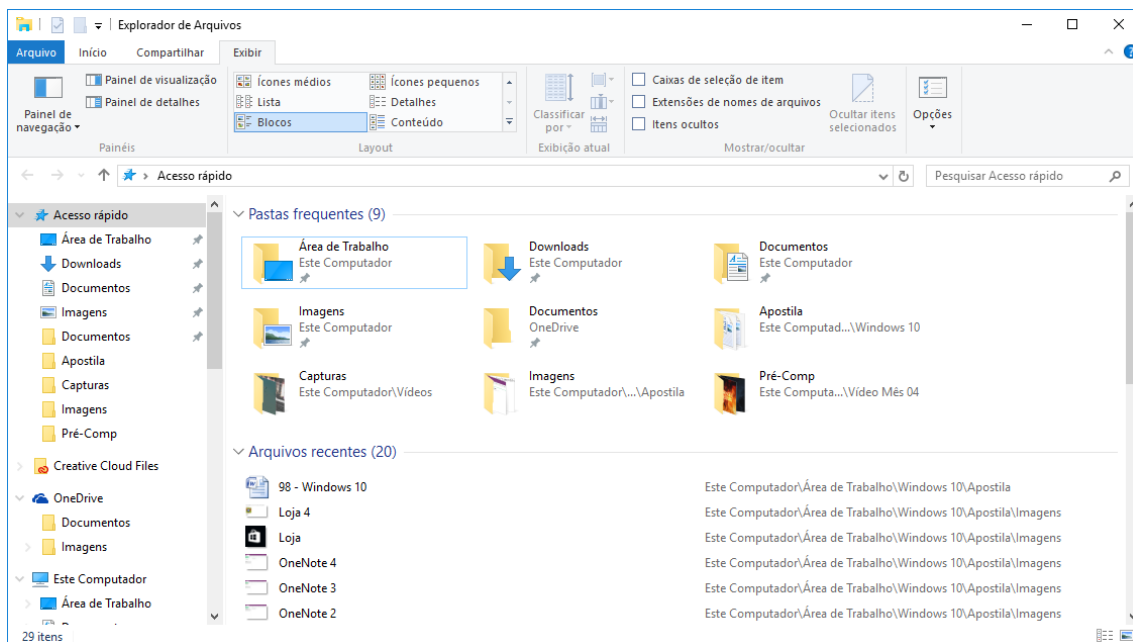 Explorador de Arquivos
Arquivo Início Compartilhar Exibir
Painel de navegação
Painel de visualização
Painel de detalhes
Painéis
Ícones médios Ícones pequenos
Lista Detalhes
Blocos Conteúdo
Layout
Classificar por
Exibição atual
Caixas de seleção de item
Extensões de nomes de arquivos
Itens ocultos
Ocultar itens selecionados
Mostrar/ocultar
Opções
Acesso rápido
Pesquisar Acesso rápido
Acesso rápido
Área de Trabalho
Downloads
Documentos
Imagens
Documentos
Apostila
Capturas
Imagens
Pré-Comp
Creative Cloud Files
OneDrive
Documentos
Imagens
Este Computador
Área de Trabalho
Pastas frequentes (9)
Área de Trabalho
Este Computador
Downloads
Este Computador
Documentos
Este Computador
Imagens
Este Computador
Documentos
OneDrive
Apostila
Este Computad...\Windows 10
Capturas
Este Computador\Vídeos
Imagens
Este Computador\...\Apostila
Pré-Comp
Este Computa...\Vídeo Mês 04
Arquivos recentes (20)
98 - Windows 10 Este Computador\Área de Trabalho\Windows 10\Apostila
Loja 4 Este Computador\Área de Trabalho\Windows 10\Apostila\Imagens
Loja Este Computador\Área de Trabalho\Windows 10\Apostila\Imagens
OneNote 4 Este Computador\Área de Trabalho\Windows 10\Apostila\Imagens
OneNote 3 Este Computador\Área de Trabalho\Windows 10\Apostila\Imagens
OneNote 2 Este Computador\Área de Trabalho\Windows 10\Apostila\Imagens
29 itens